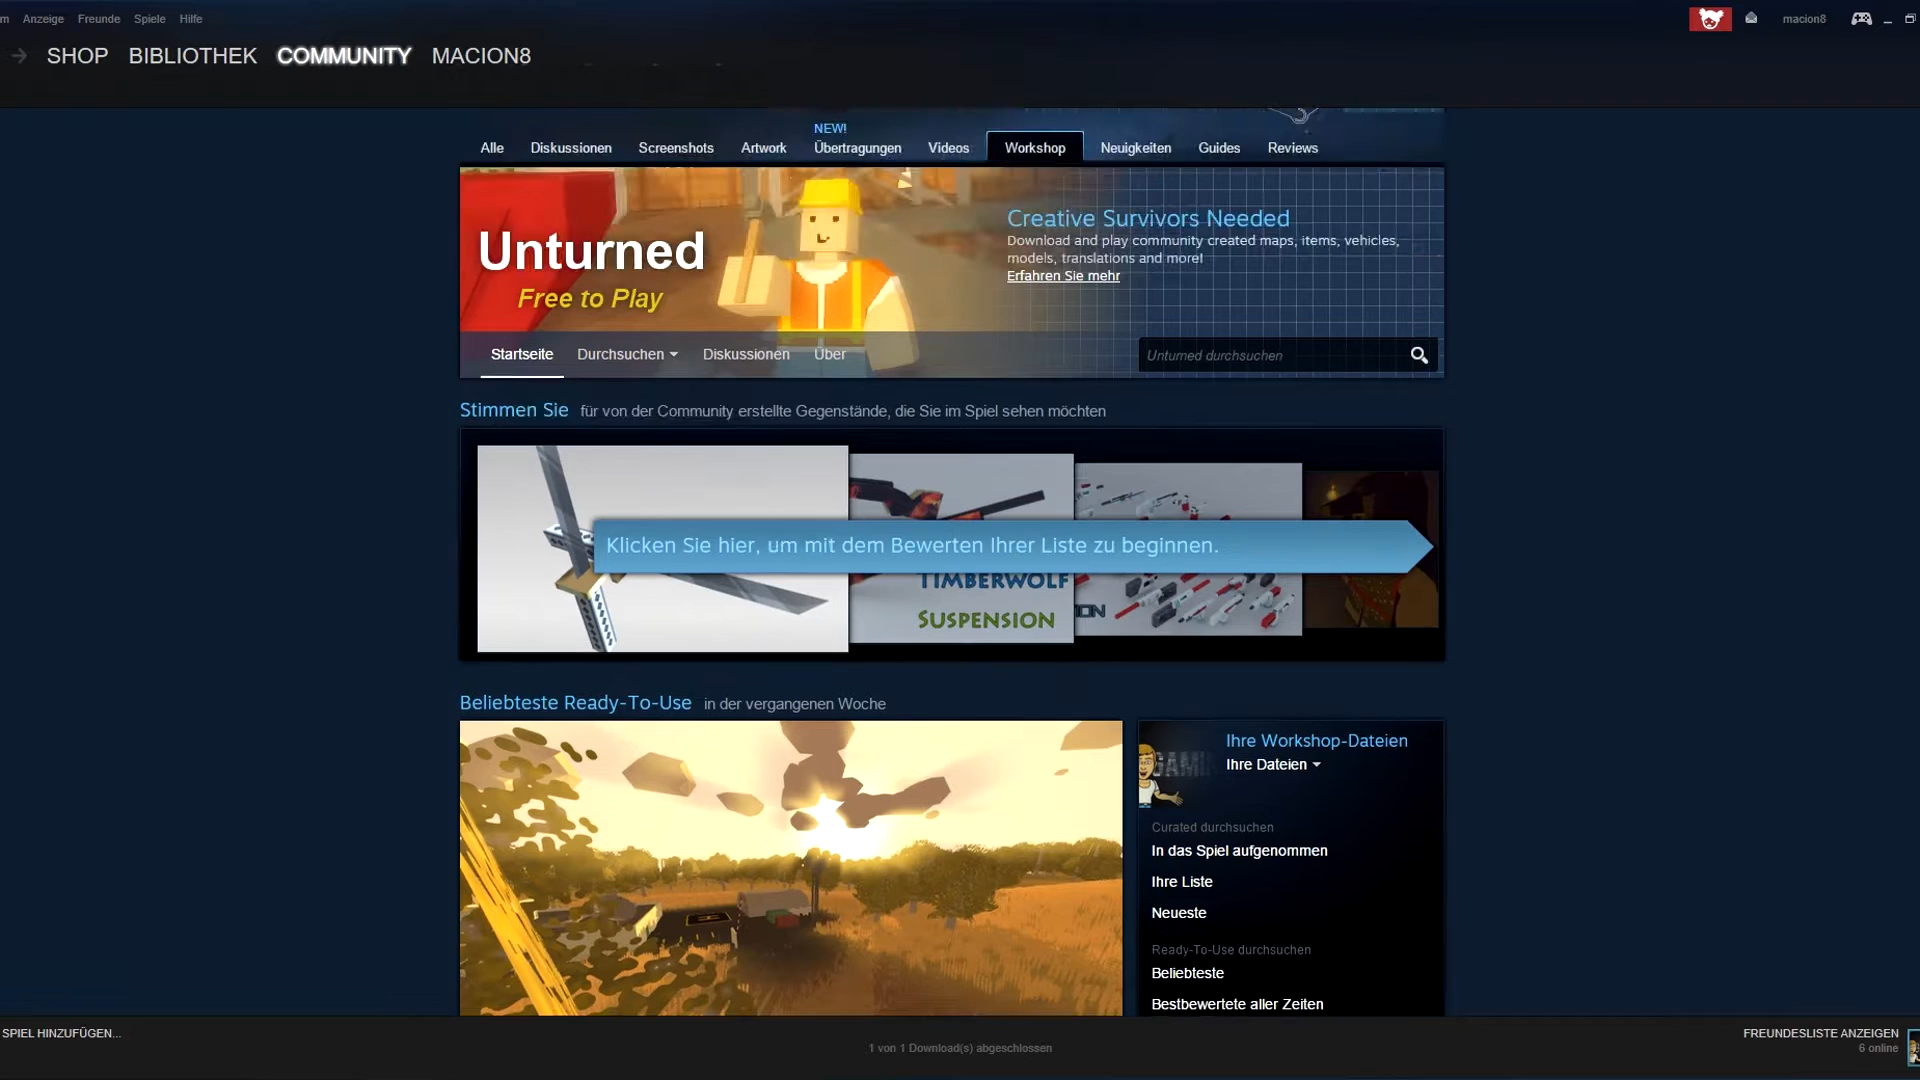 Anzeige Freunde Spiele Hilfe
macion8
SHOP BIBLIOTHEK COMMUNITY MACION8
NEW!
Alle Diskussionen Screenshots Artwork Übertragungen Videos Workshop Neuigkeiten Guides Reviews
Unturned
Free to Play
Creative Survivors Needed
Download and play community created maps, items, vehicles,
models, translations and more!
Erfahren Sie mehr
Startseite Durchsuchen Diskussionen Über
Unturned durchsuchen
Stimmen Sie für von der Community erstellte Gegenstände, die Sie im Spiel sehen möchten
Klicken Sie hier, um mit dem Bewerten Ihrer Liste zu beginnen.
TIMBERWOLF
SUSPENSION
Beliebteste Ready-To-Use in der vergangenen Woche
Ihre Workshop-Dateien
Ihre Dateien
Curated durchsuchen
In das Spiel aufgenommen
Ihre Liste
Neueste
Ready-To-Use durchsuchen
Beliebteste
Bestbewertete aller Zeiten
SPIEL HINZUFÜGEN...
1 von 1 Download(s) abgeschlossen
FREUNDESLISTE ANZEIGEN
6 online